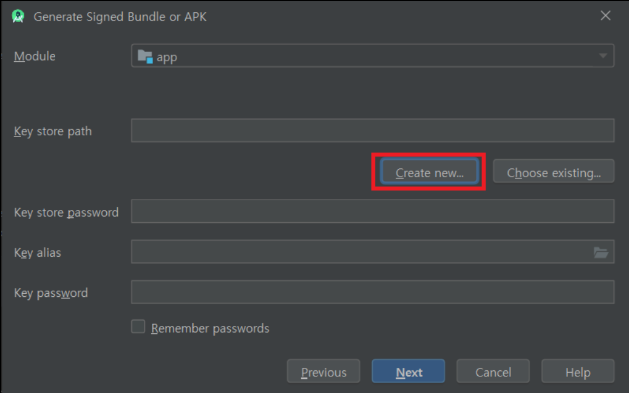 Generate Signed Bundle or APK
Module
app
Key store path
Create new...
Choose existing...
Key store password
Key alias
Key password
Remember passwords
Previous
Next
Cancel
Help